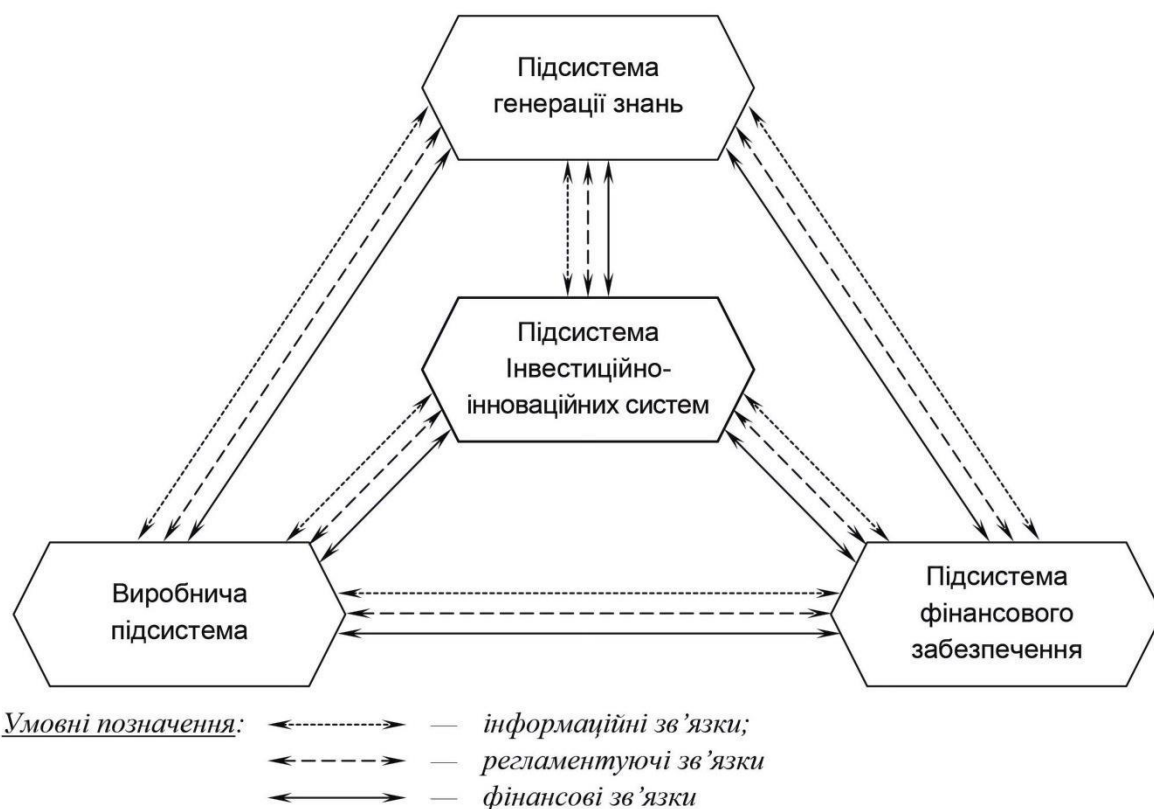 Підсистема
генерації знань
Підсистема
Інвестиційно-
інноваційних систем
Виробнича
підсистема
Підсистема
фінансового
забезпечення
Умовні позначення: — інформаційні зв’язки;
— регламентуючі зв’язки
— фінансові зв’язки